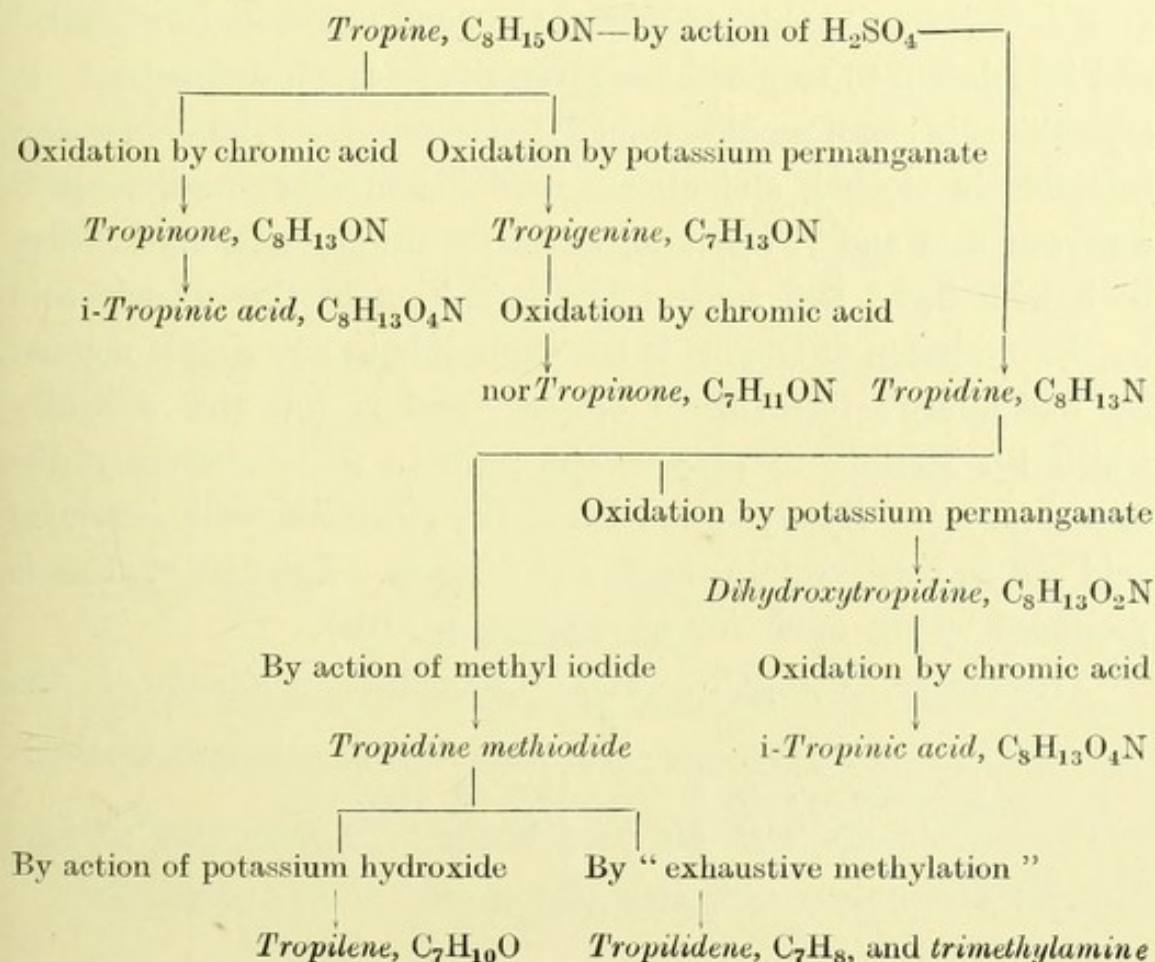 Tropine, C₈H₁₅ON—by action of H₂SO₄
Oxidation by chromic acid Oxidation by potassium permanganate
Tropinone, C₈H₁₃ON Tropigenine, C₇H₁₃ON
i-Tropinic acid, C₈H₁₃O₄N Oxidation by chromic acid
norTropinone, C₇H₁₁ON Tropidine, C₈H₁₃N
Oxidation by potassium permanganate
Dihydroxytropidine, C₈H₁₃O₂N
By action of methyl iodide Oxidation by chromic acid
Tropidine methiodide i-Tropinic acid, C₈H₁₃O₄N
By action of potassium hydroxide By “ exhaustive methylation ”
Tropilene, C₇H₁₀O Tropilidene, C₇H₈, and trimethylamine